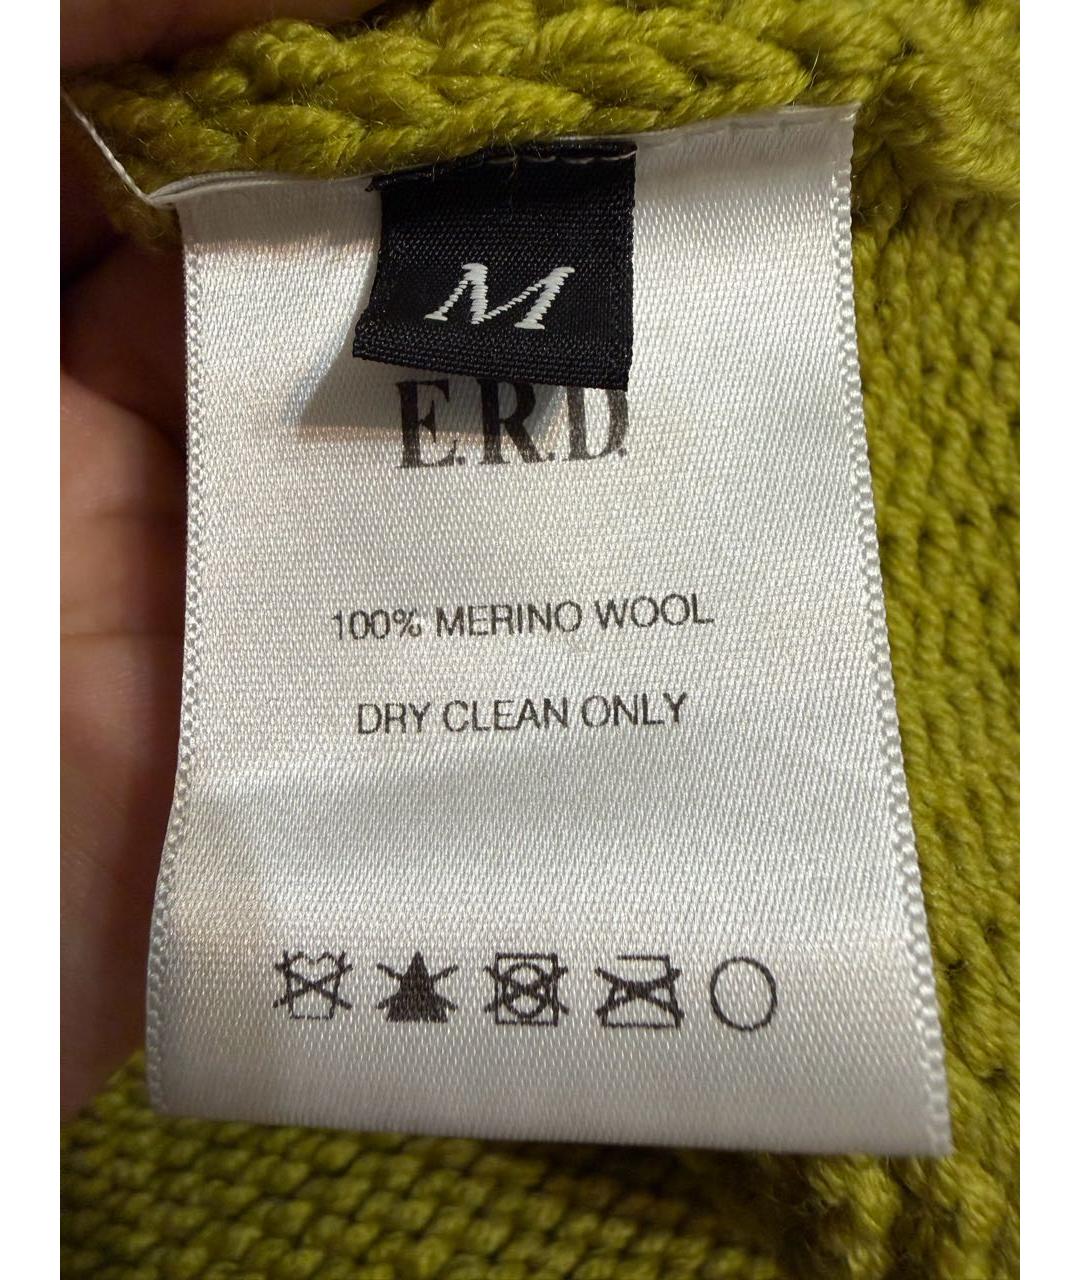 M
E.R.D.
100% MERINO WOOL
DRY CLEAN ONLY